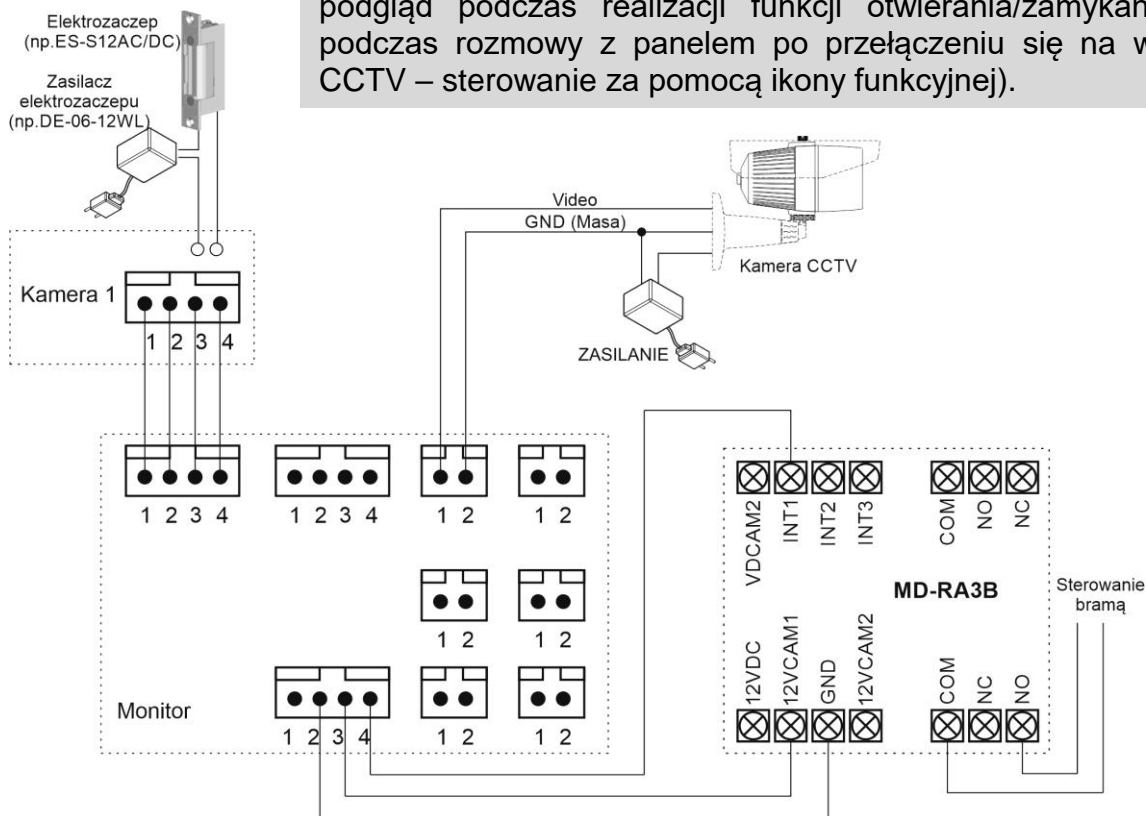 podgląd podczas realizacji funkcji otwierania/zamykan
podczas rozmowy z panelem po przełączeniu się na w
CCTV – sterowanie za pomocą ikony funkcyjnej).
Elektrozaczep
(np.ES-S12AC/DC)
Zasilacz
elektrozaczepu
(np.DE-06-12WL)
Video
GND (Masa)
Kamera CCTV
ZASILANIE
Kamera 1
1 2 3 4
1 2 3 4
1 2 3 4
1 2
1 2
1 2
1 2
Monitor
1 2 3 4
1 2
1 2
VDCAM2
INT1
INT2
INT3
COM
NO
NC
MD-RA3B
12VDC
12VCAM1
GND
12VCAM2
COM
NC
NO
Sterowanie
bramą